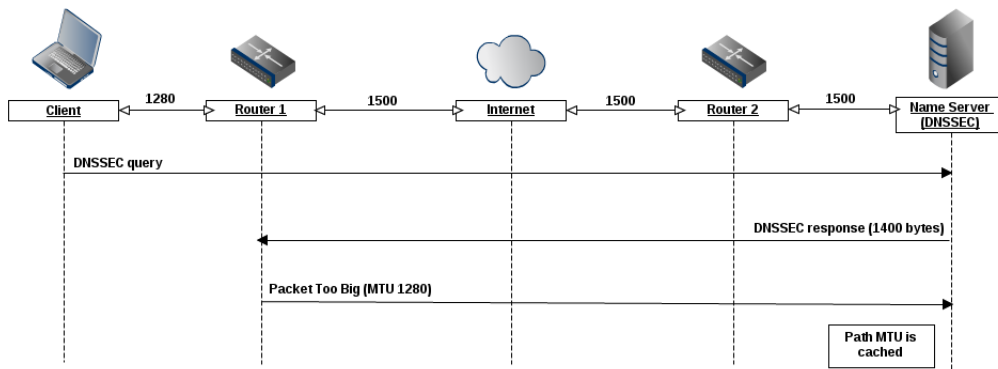 1280
1500
1500
1500
Client
Router 1
Internet
Router 2
Name Server
(DNSSEC)
DNSSEC query
DNSSEC response (1400 bytes)
Packet Too Big (MTU 1280)
Path MTU is
cached